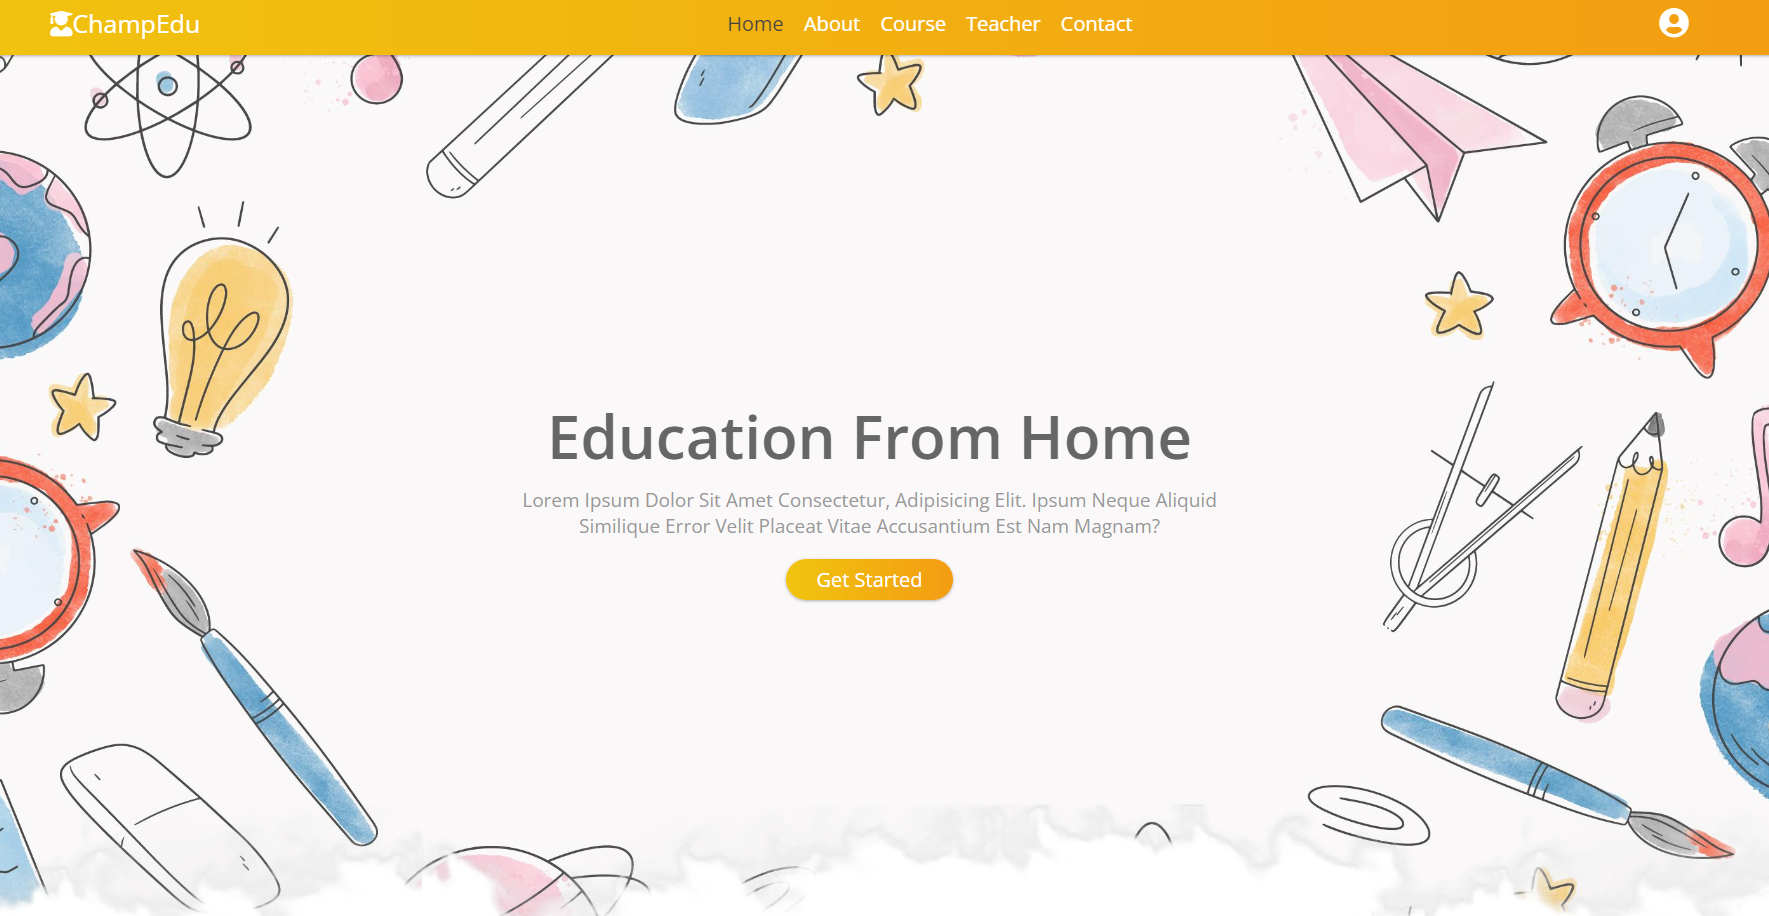 ChampEdu
Home About Course Teacher Contact
Education From Home
Lorem Ipsum Dolor Sit Amet Consectetur, Adipisicing Elit. Ipsum Neque Aliquid
Similique Error Velit Placeat Vitae Accusantium Est Nam Magnam?
Get Started